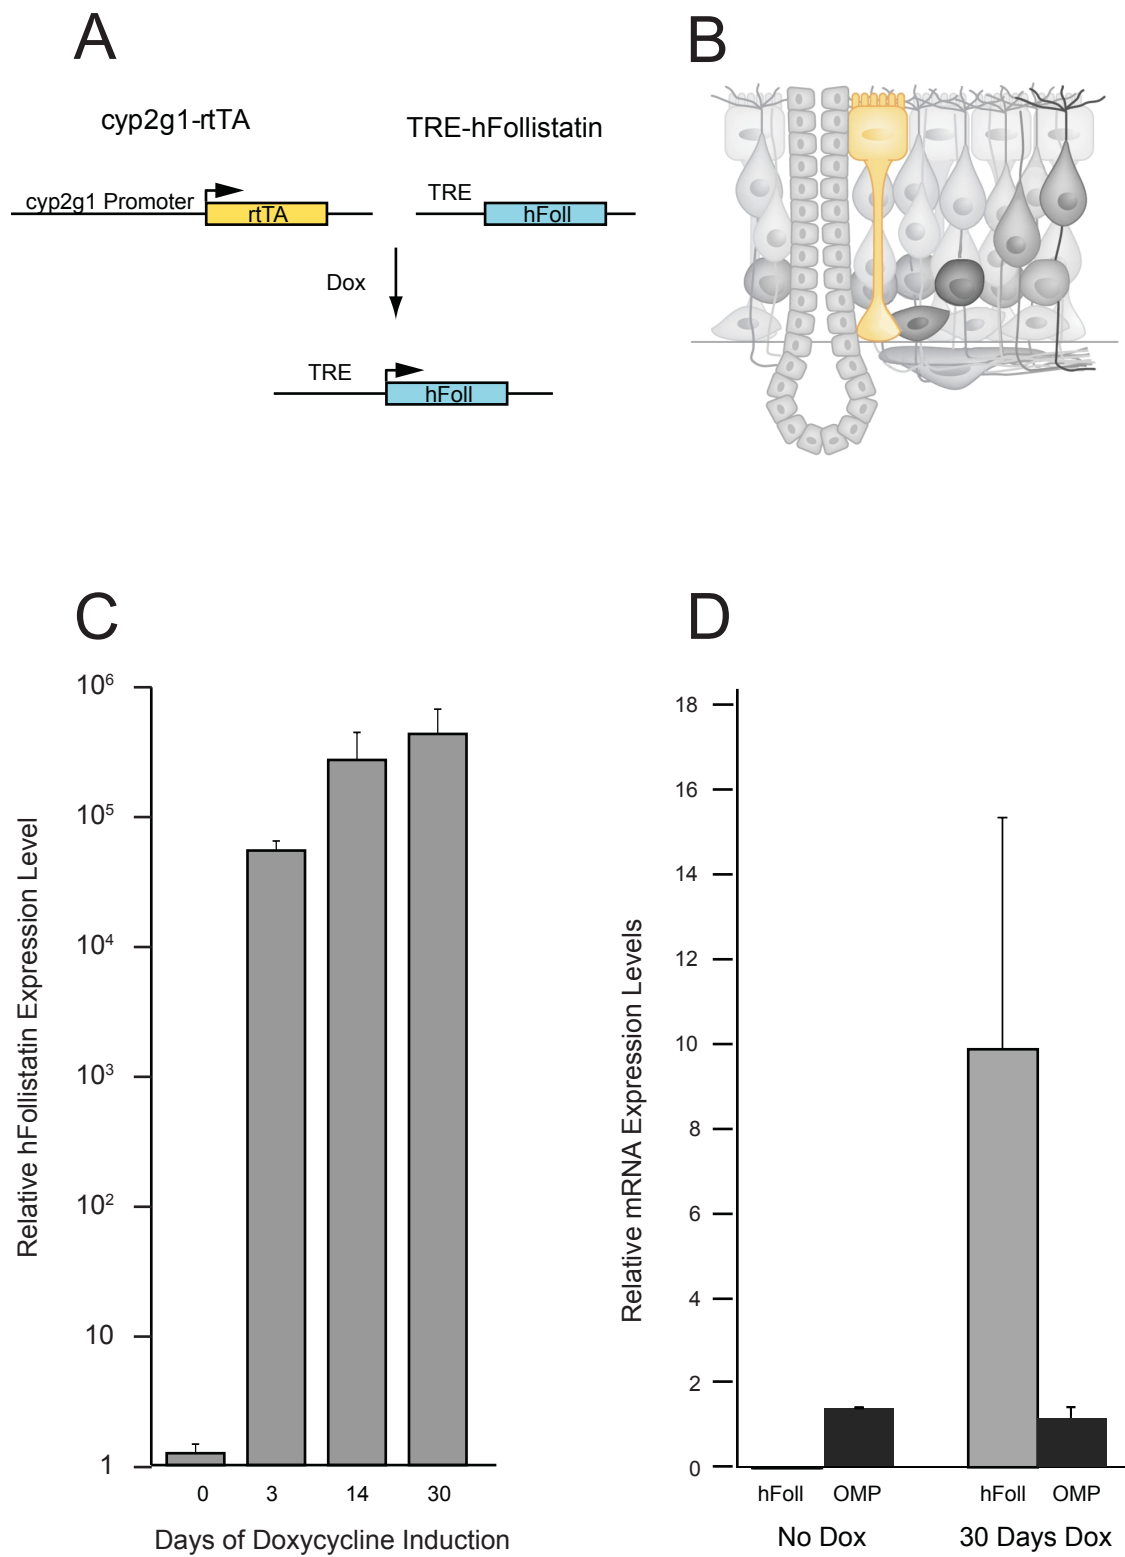 A
cyp2g1-rtTA
TRE-hFollistatin
cyp2g1 Promoter
rtTA
TRE
hFoll
Dox
TRE
hFoll
B
C
Relative hFollistatin Expression Level
10⁶
10⁵
10⁴
10³
10²
10
1
0
3
14
30
Days of Doxycycline Induction
D
Relative mRNA Expression Levels
18
16
14
12
10
8
6
4
2
0
hFoll
OMP
hFoll
OMP
No Dox
30 Days Dox